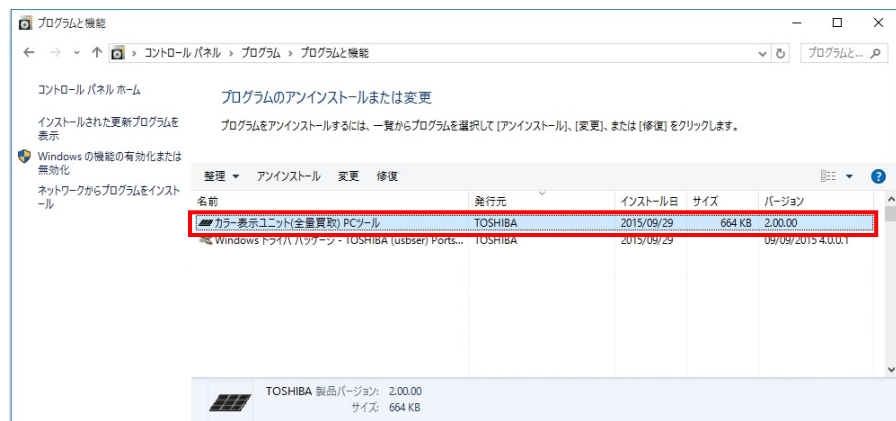 プログラムと機能
コントロール パネル › プログラム › プログラムと機能
プログラムと...
コントロール パネル ホーム
インストールされた更新プログラムを
表示
Windows の機能の有効化または
無効化
ネットワークからプログラムをインスト
ール
プログラムのアンインストールまたは変更
プログラムをアンインストールするには、一覧からプログラムを選択して [アンインストール]、[変更]、または [修復] をクリックします。
整理 アンインストール 変更 修復
名前 発行元 インストール日 サイズ バージョン
カラー表示ユニット(全量買取) PCツール TOSHIBA 2015/09/29 664 KB 2.00.00
Windows ドライバ パッケージ - TOSHIBA (usbser) Ports... TOSHIBA 2015/09/29 09/09/2015 4.0.0.1
TOSHIBA 製品バージョン: 2.00.00
サイズ: 664 KB